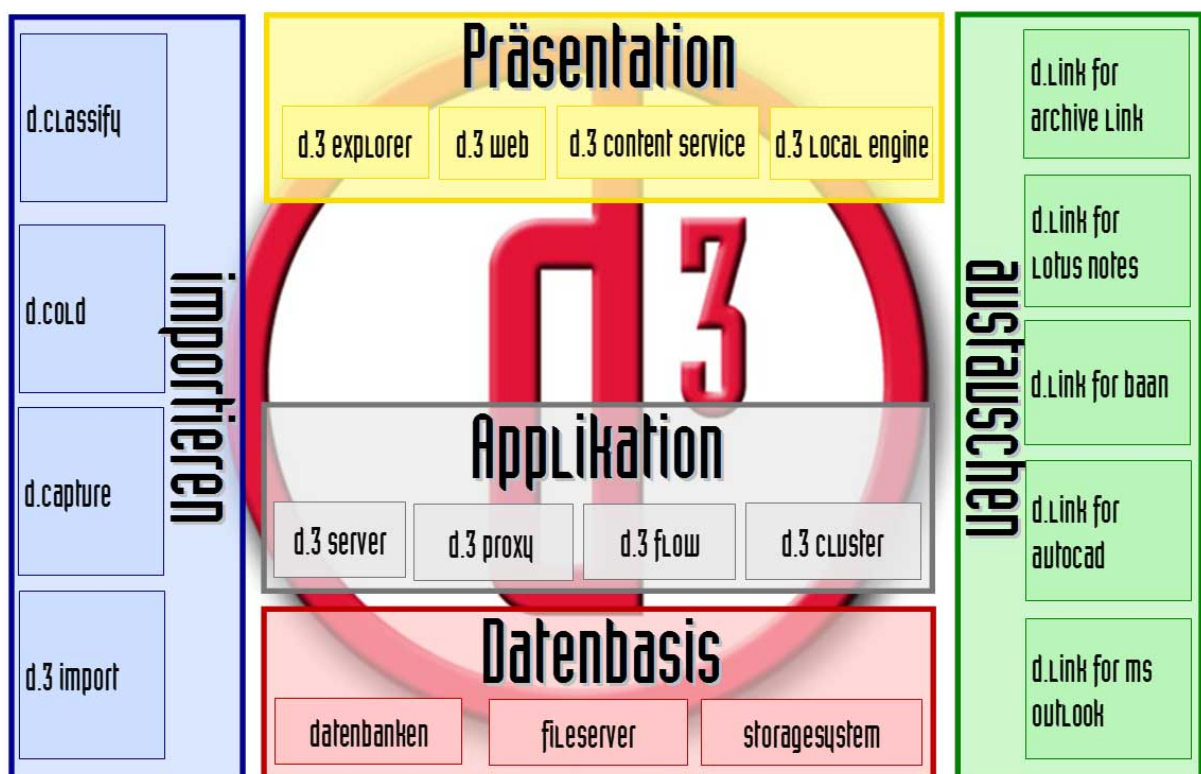 importieren
d.classify
d.cold
d.capture
d.3 import
Präsentation
d.3 explorer
d.3 web
d.3 content service
d.3 local engine
d3
Applikation
d.3 server
d.3 proxy
d.3 flow
d.3 cluster
Datenbasis
datenbanken
fileserver
storagesystem
austauschen
d.link for
archive link
d.link for
lotus notes
d.link for baan
d.link for
autocad
d.link for ms
outlook